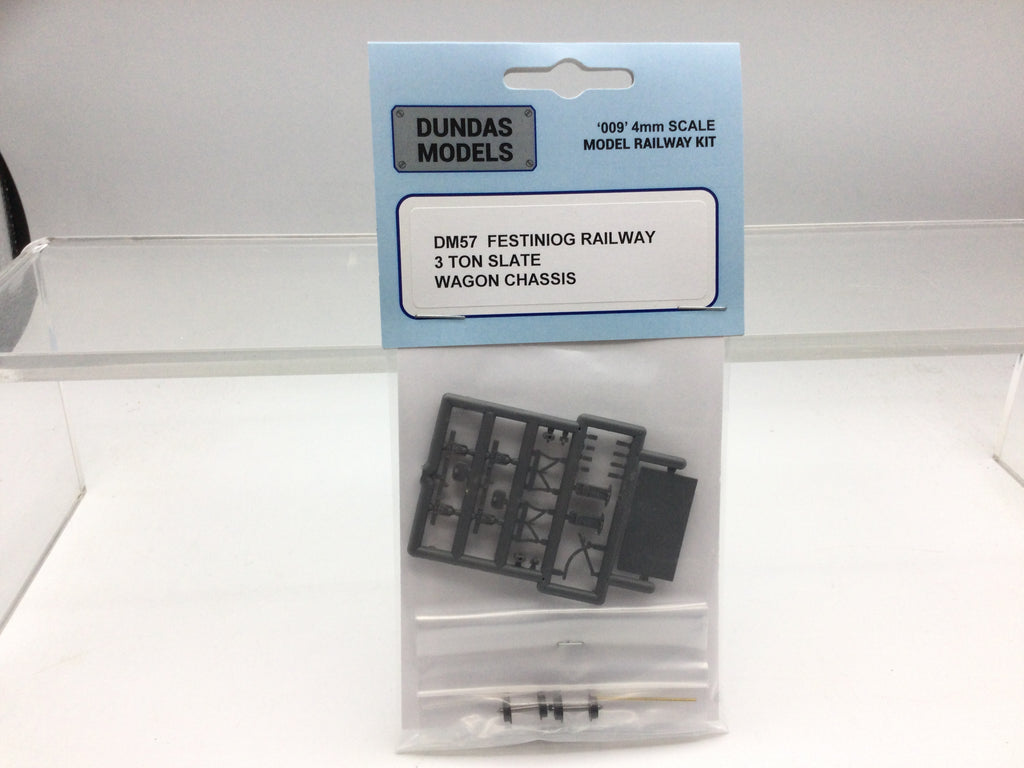 DUNDAS
MODELS
'009' 4mm SCALE
MODEL RAILWAY KIT
DM57 FESTINIOG RAILWAY
3 TON SLATE
WAGON CHASSIS